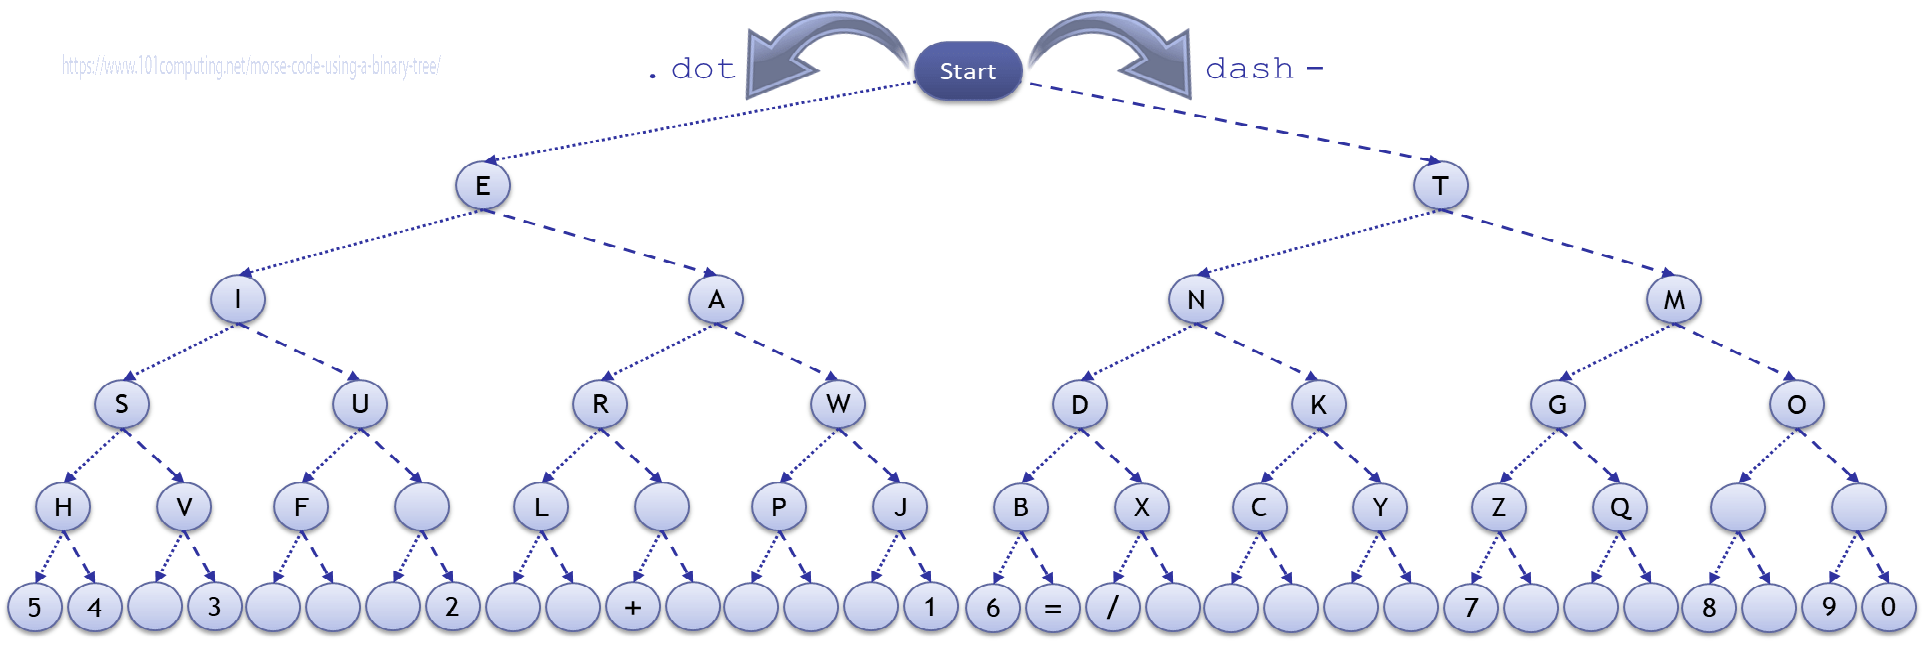 https://www.101computing.net/morse-code-using-a-binary-tree/
. dot Start dash -
E T
I A N M
S U R W D K G O
H V F L P J B X C Y Z Q
5 4 3 2 + 1 6 = / 7 8 9 0